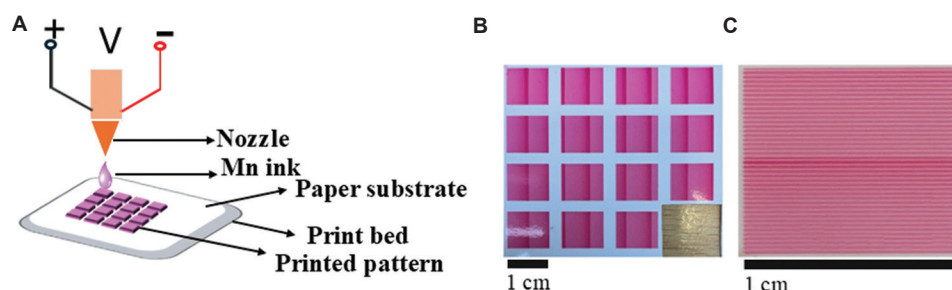 A
+ V -
Nozzle
Mn ink
Paper substrate
Print bed
Printed pattern
B
1 cm
C
1 cm